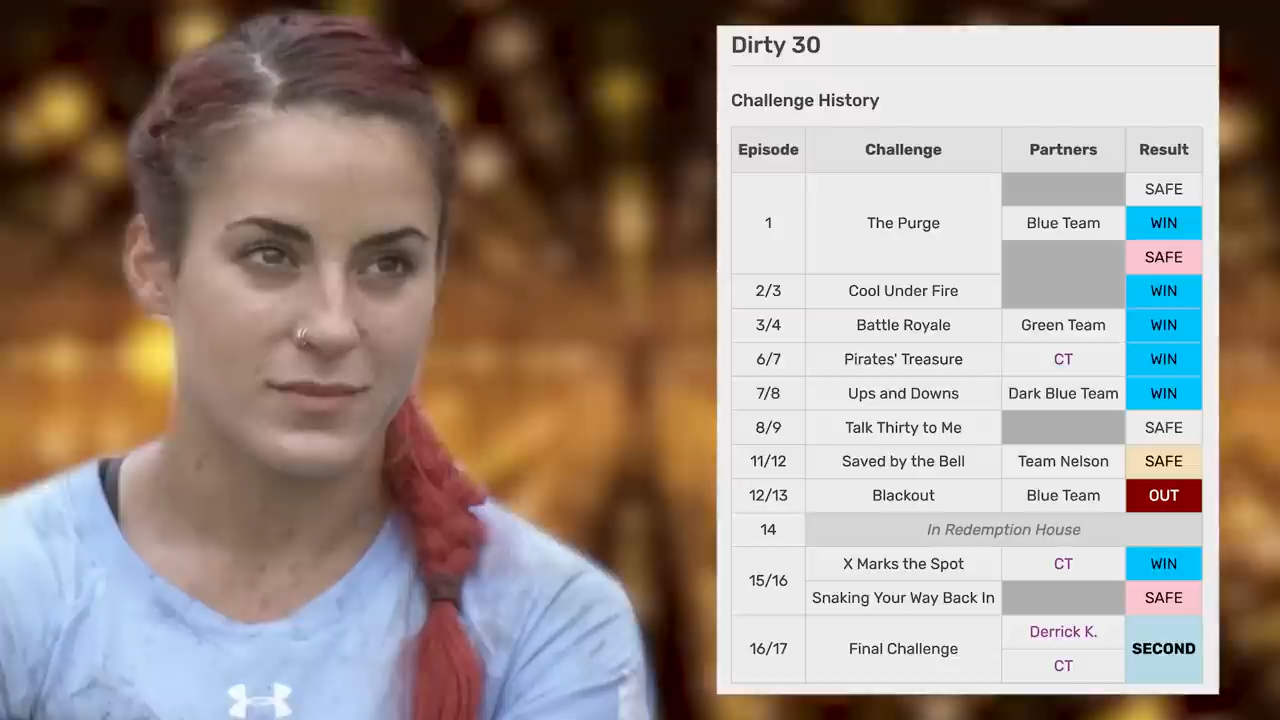 Dirty 30
Challenge History
Episode Challenge Partners Result
SAFE
1 The Purge Blue Team WIN
SAFE
2/3 Cool Under Fire WIN
3/4 Battle Royale Green Team WIN
6/7 Pirates' Treasure CT WIN
7/8 Ups and Downs Dark Blue Team WIN
8/9 Talk Thirty to Me SAFE
11/12 Saved by the Bell Team Nelson SAFE
12/13 Blackout Blue Team OUT
14 In Redemption House
15/16 X Marks the Spot CT WIN
Snaking Your Way Back In SAFE
16/17 Final Challenge Derrick K. SECOND
CT